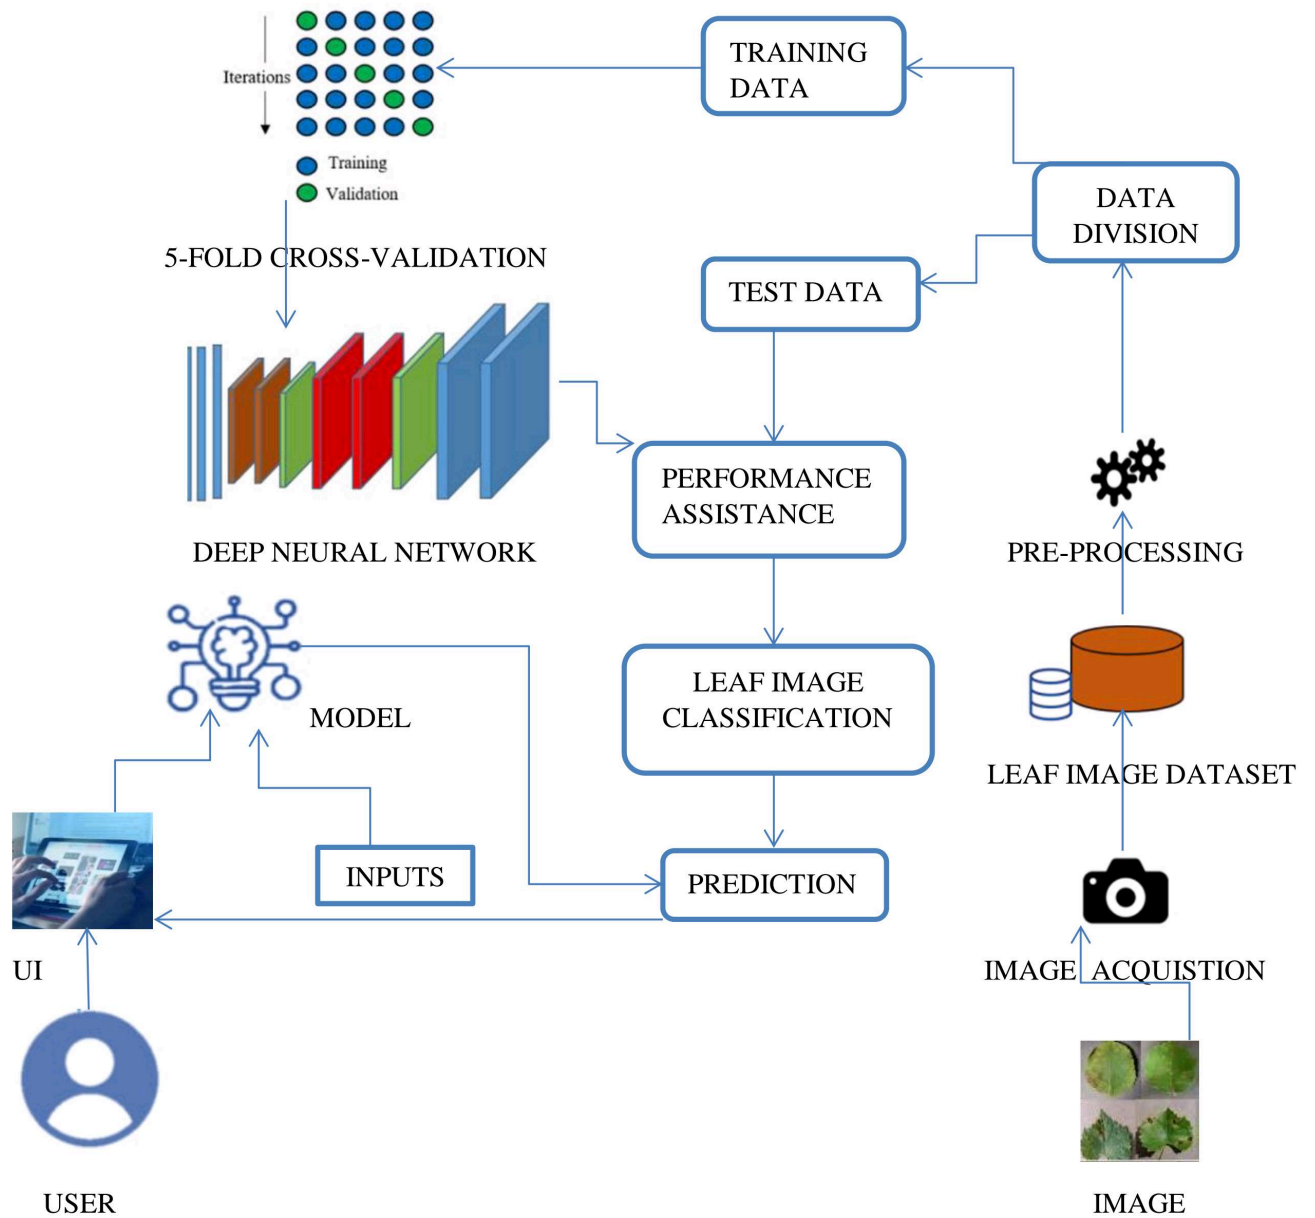 Iterations
Training
Validation
5-FOLD CROSS-VALIDATION
TRAINING
DATA
DATA
DIVISION
TEST DATA
DEEP NEURAL NETWORK
PERFORMANCE
ASSISTANCE
PRE-PROCESSING
MODEL
LEAF IMAGE
CLASSIFICATION
LEAF IMAGE DATASET
INPUTS
PREDICTION
UI
IMAGE ACQUISTION
USER
IMAGE